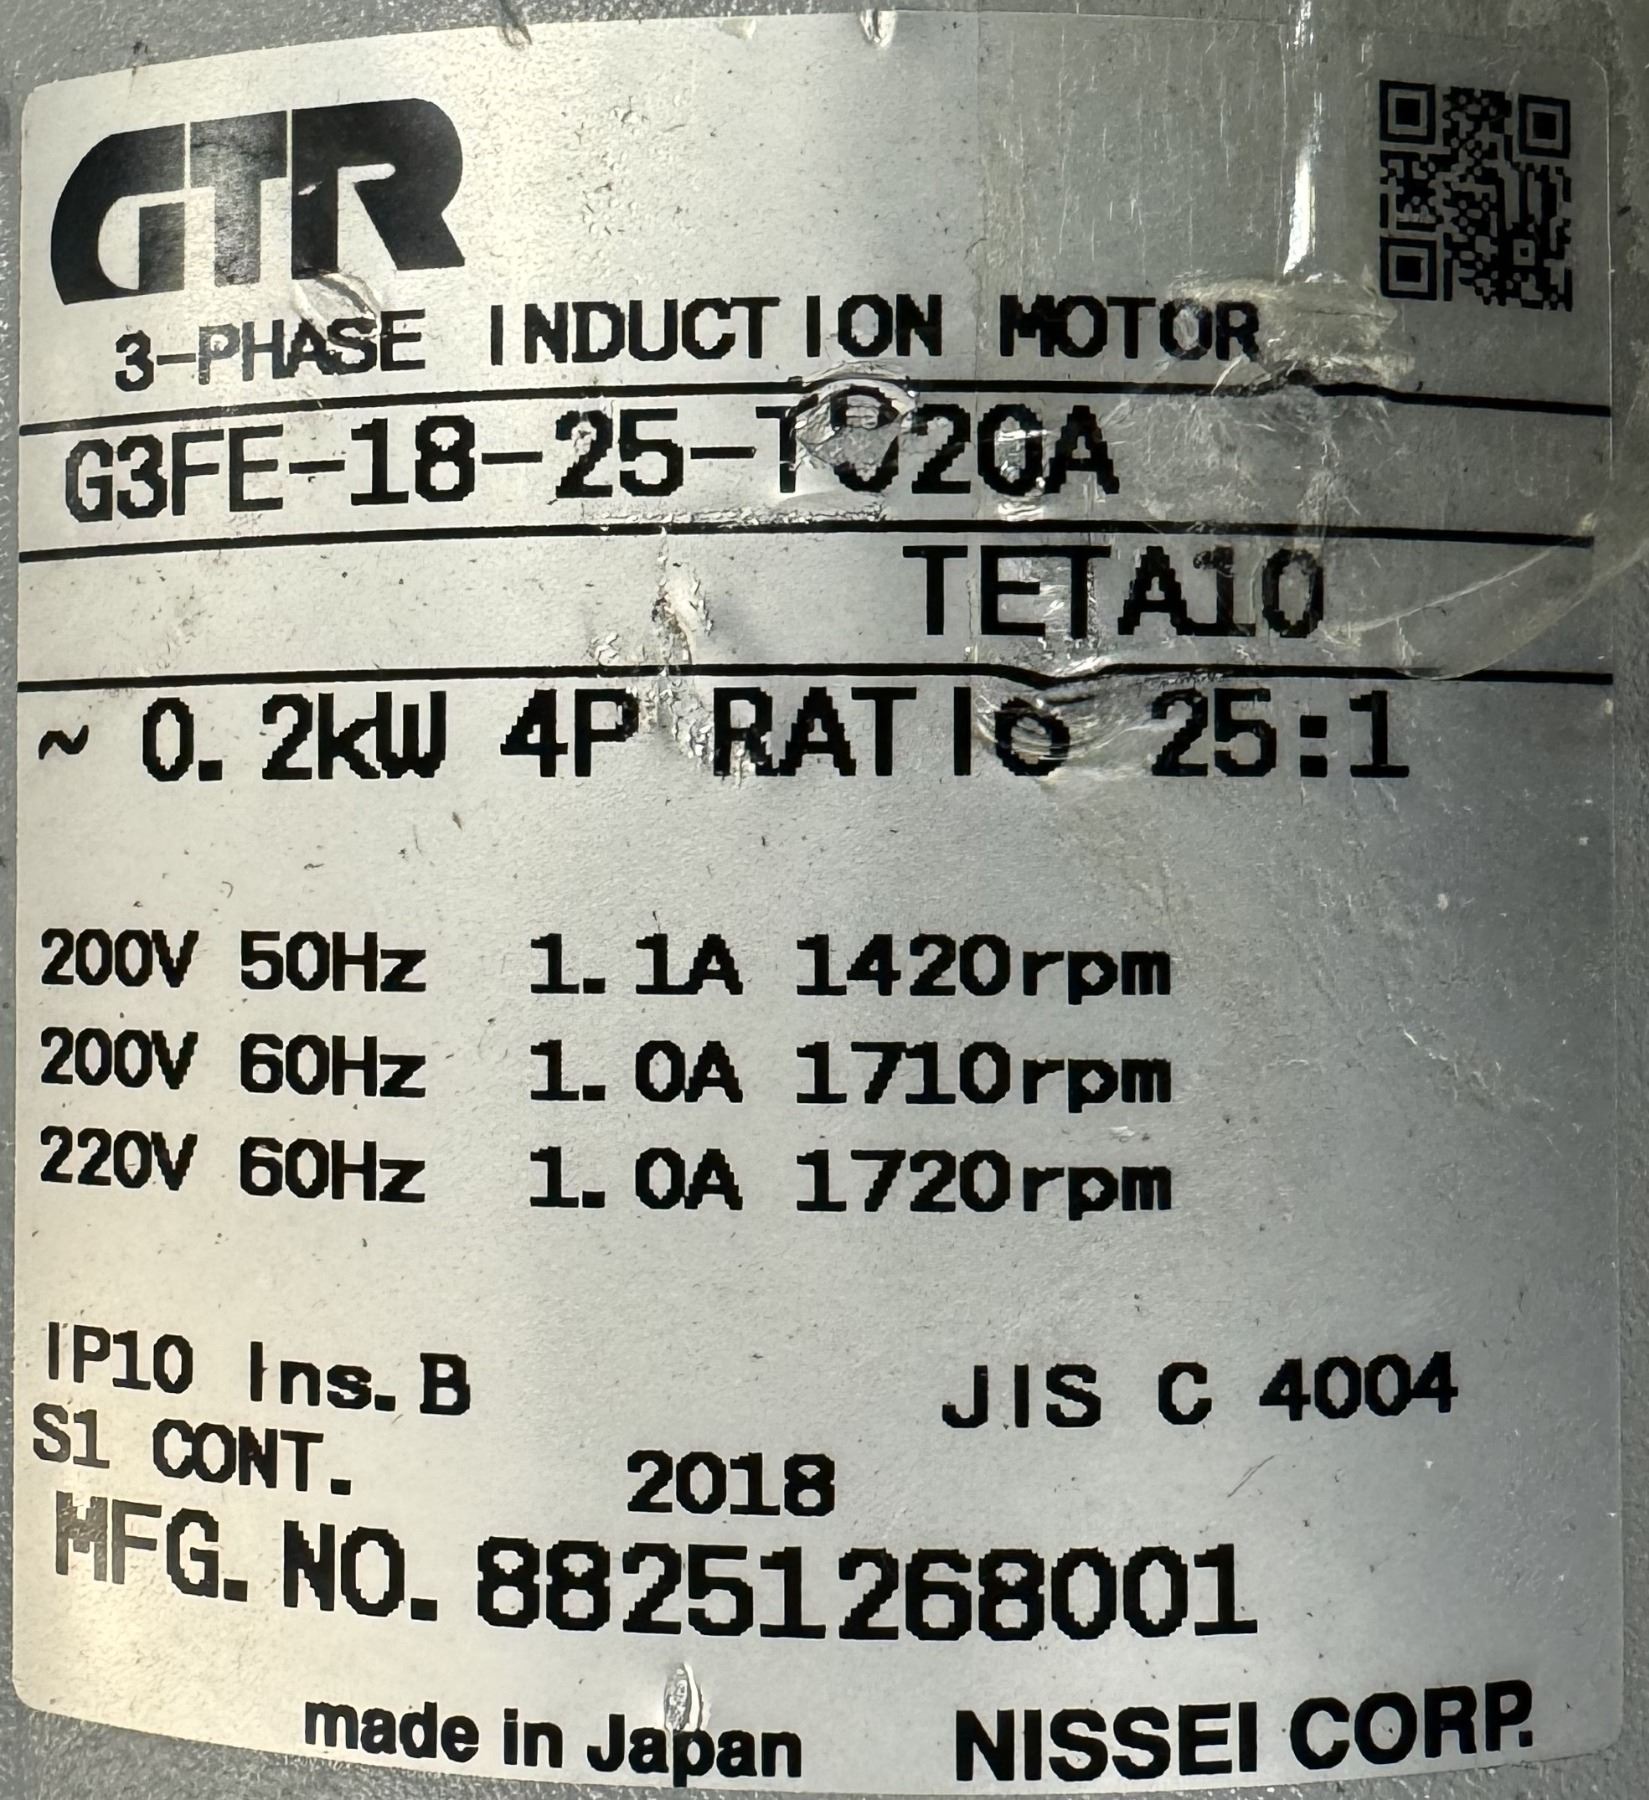 GTR
3-PHASE INDUCTION MOTOR
TETA10
~ 0.2kW 4P RATIO 25:1
200V 50Hz 1.1A 1420rpm
200V 60Hz 1.0A 1710rpm
220V 60Hz 1.0A 1720rpm
IP10 Ins.B JIS C 4004
S1 CONT. 2018
MFG.NO.88251268001
made in Japan NISSEI CORP.